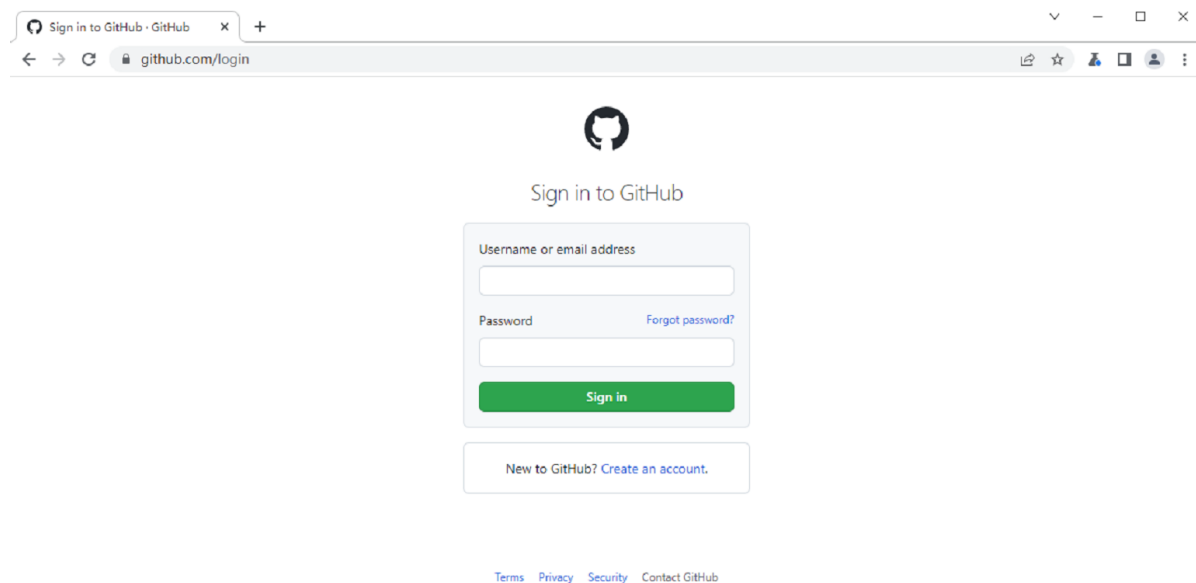 Sign in to GitHub · GitHub
github.com/login
Sign in to GitHub
Username or email address
Password Forgot password?
Sign in
New to GitHub? Create an account.
Terms Privacy Security Contact GitHub